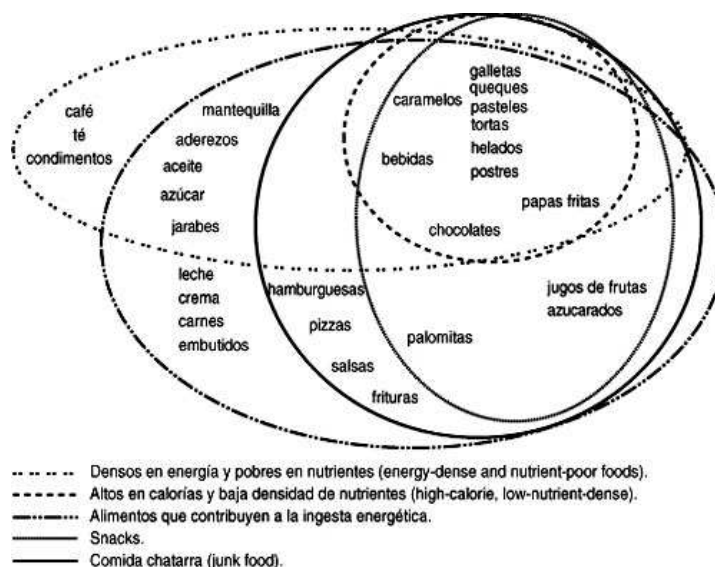 café
té
condimentos
mantequilla
aderezos
aceite
azúcar
jarabes
leche
crema
carnes
embutidos
hamburguesas
pizzas
salsas
frituras
caramelos
bebidas
galletas
queques
pasteles
tortas
helados
postres
papas fritas
chocolates
palomitas
jugos de frutas
azucarados
Densos en energía y pobres en nutrientes (energy-dense and nutrient-poor foods).
Altos en calorías y baja densidad de nutrientes (high-calorie, low-nutrient-dense).
Alimentos que contribuyen a la ingesta energética.
Snacks.
Comida chatarra (junk food).